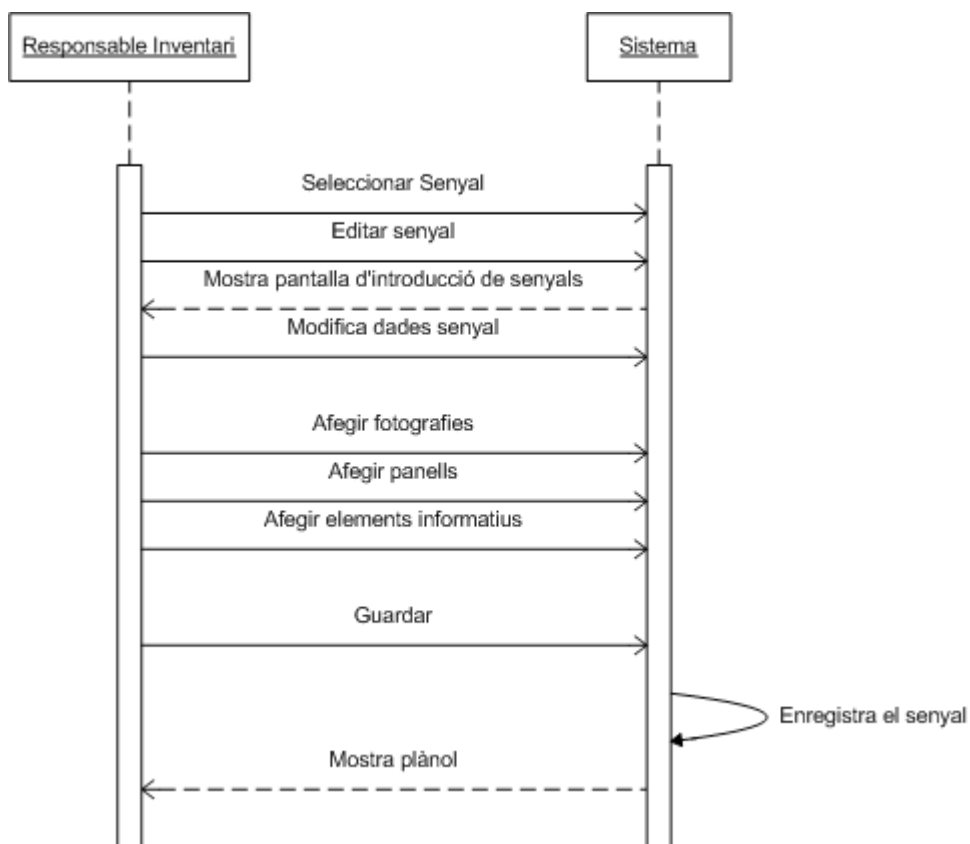 Responsable Inventari
Sistema
Seleccionar Senyal
Editar senyal
Mostra pantalla d'introducció de senyals
Modifica dades senyal
Afegir fotografies
Afegir panells
Afegir elements informatius
Guardar
Enregistra el senyal
Mostra plànol